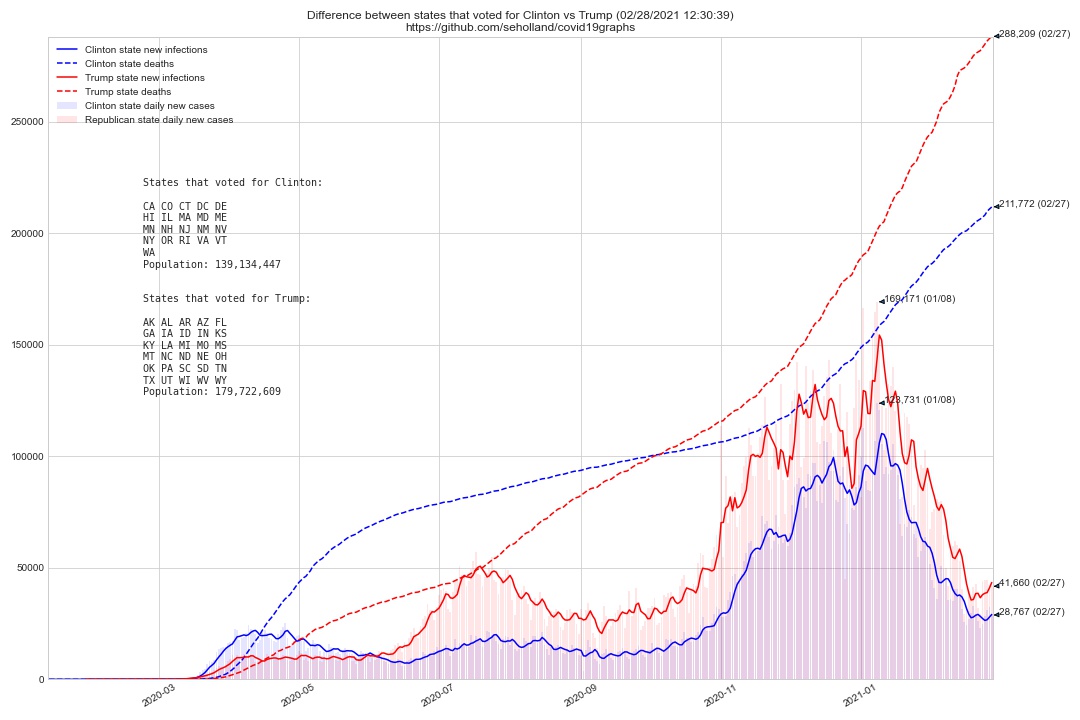 Difference between states that voted for Clinton vs Trump (02/28/2021 12:30:39)
https://github.com/seholland/covid19graphs
Clinton state new infections
Clinton state deaths
Trump state new infections
Trump state deaths
Clinton state daily new cases
Republican state daily new cases
States that voted for Clinton:
CA CO CT DC DE
HI IL MA MD ME
MN NH NJ NM NV
NY OR RI VA VT
WA
Population: 139,134,447
States that voted for Trump:
AK AL AR AZ FL
GA IA ID IN KS
KY LA MI MO MS
MT NC ND NE OH
OK PA SC SD TN
TX UT WI WV WY
Population: 179,722,609
288,209 (02/27)
211,772 (02/27)
169,171 (01/08)
123,731 (01/08)
41,660 (02/27)
28,767 (02/27)
250000
200000
150000
100000
50000
0
2020-03
2020-05
2020-07
2020-09
2020-11
2021-01